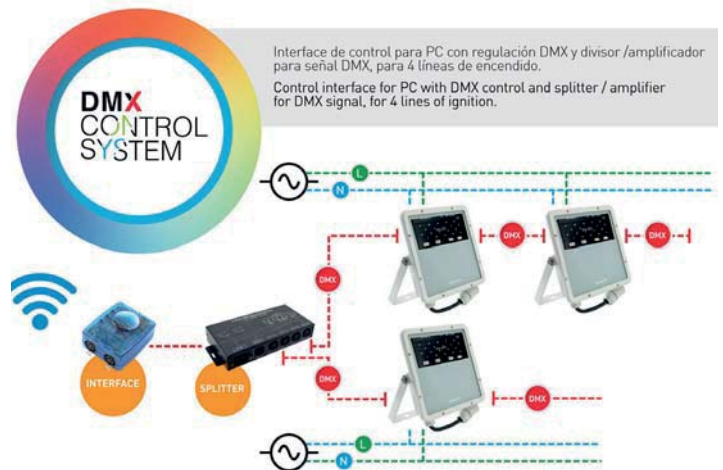 Interface de control para PC con regulación DMX y divisor /amplificador
para señal DMX, para 4 líneas de encendido.
Control interface for PC with DMX control and splitter / amplifier
for DMX signal, for 4 lines of ignition.
DMX
CONTROL
SYSTEM
L
N
DMX
DMX
DMX
INTERFACE
SPLITTER
DMX
DMX
L
N